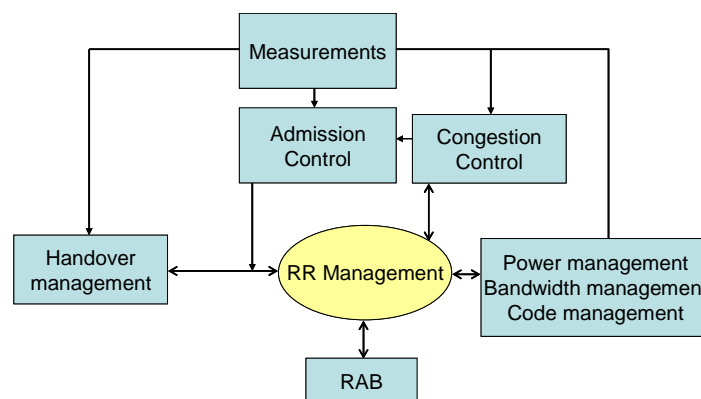 Measurements
Admission
Control
Congestion
Control
Handover
management
RR Management
Power management
Bandwidth managemen
Code management
RAB